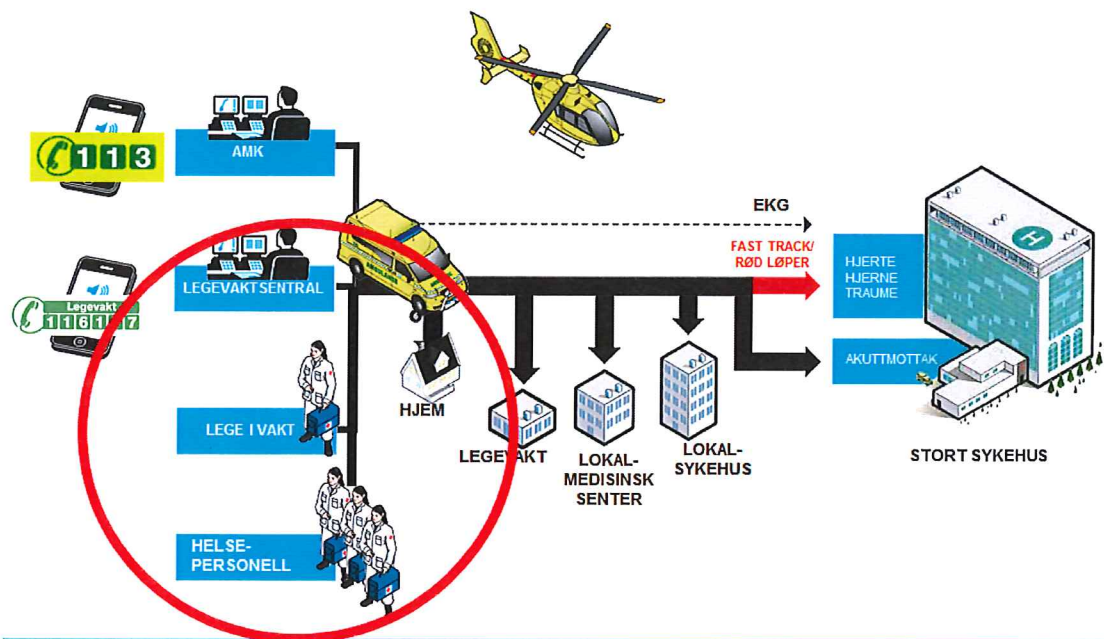 113
AMK
EKG
FAST TRACK/
RØD LØPER
HJERTE
HJERNE
TRAUME
H
LEGEVAKTSENTRAL
Legevakt
116117
AKUTTMOTTAK
HJEM
LEGE I VAKT
LEGEVAKT
LOKAL-
MEDISINSK
SENTER
LOKAL-
SYKEHUS
STORT SYKEHUS
HELSE-
PERSONELL